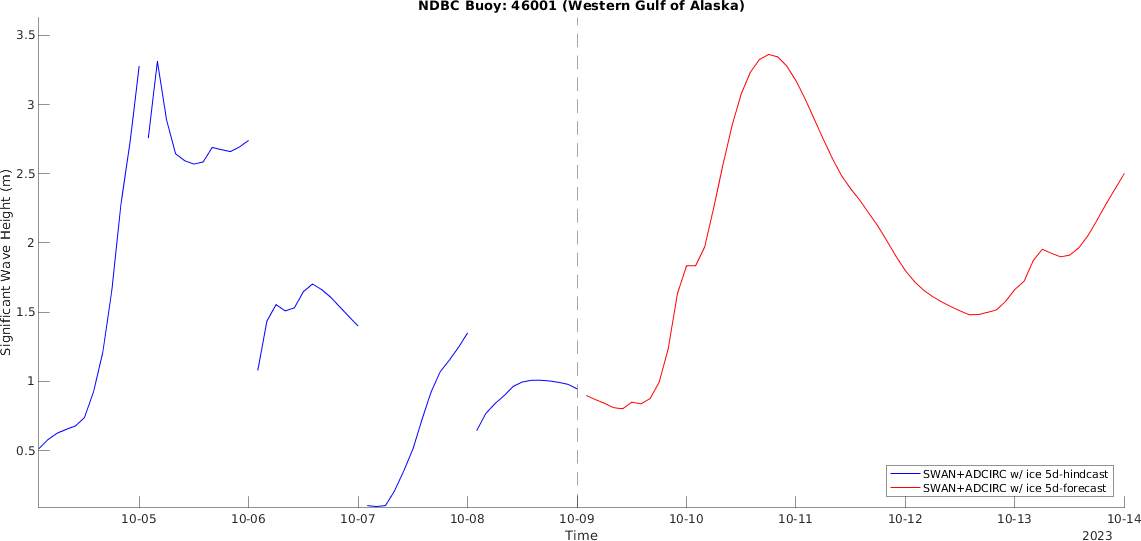 NDBC Buoy: 46001 (Western Gulf of Alaska)
3.5
3
2.5
2
1.5
1
0.5
Significant Wave Height (m)
SWAN+ADCIRC w/ ice 5d-hindcast
SWAN+ADCIRC w/ ice 5d-forecast
10-05 10-06 10-07 10-08 10-09 10-10 10-11 10-12 10-13 10-14
Time
2023